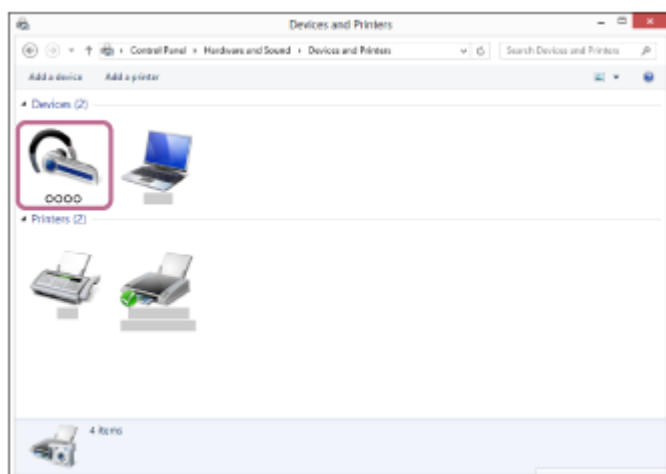 Devices and Printers
Control Panel › Hardware and Sound › Devices and Printers
Search Devices and Printers
Add a device Add a printer
Devices (2)
oooo
Printers (2)
4 items